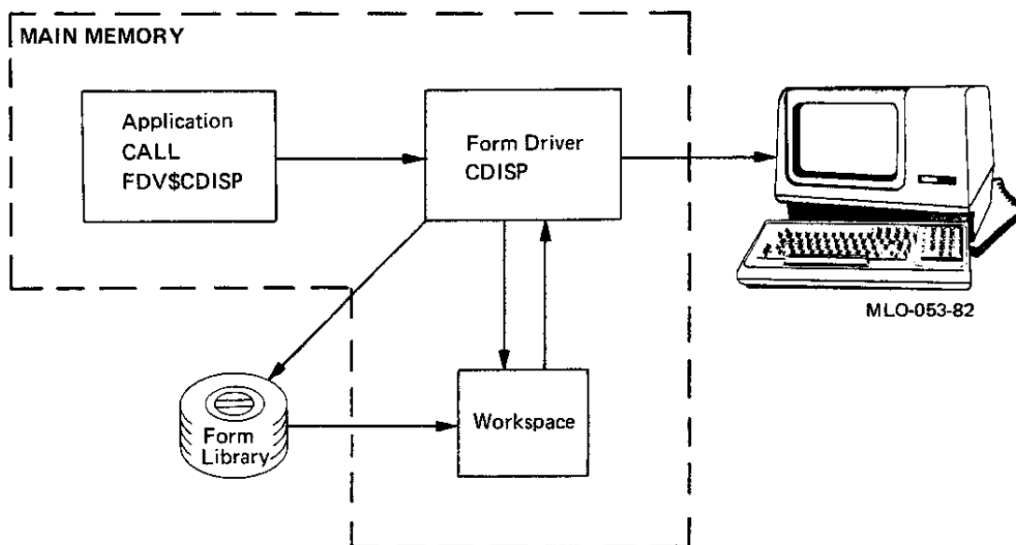 MAIN MEMORY
Application
CALL
FDV$CDISP
Form Driver
CDISP
MLO-053-82
Form
Library
Workspace